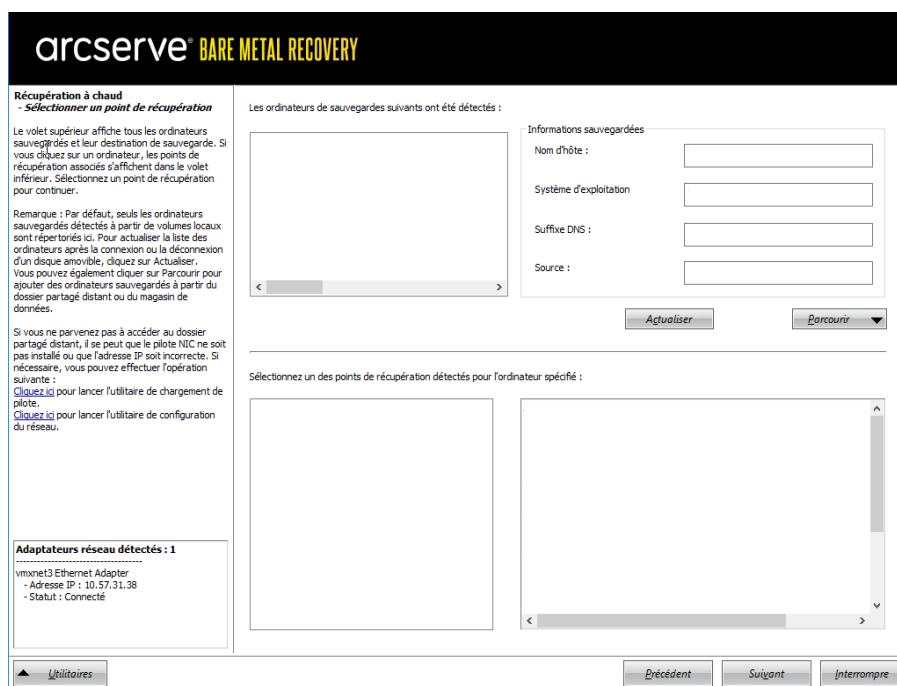 arcserve® BARE METAL RECOVERY
Récupération à chaud
- Sélectionner un point de récupération
Le volet supérieur affiche tous les ordinateurs
sauvegardés et leur destination de sauvegarde. Si
vous cliquez sur un ordinateur, les points de
récupération associés s'affichent dans le volet
inférieur. Sélectionnez un point de récupération
pour continuer.
Remarque : Par défaut, seuls les ordinateurs
sauvegardés détectés à partir de volumes locaux
sont répertoriés ici. Pour actualiser la liste des
ordinateurs après la connexion ou la déconnexion
d'un disque amovible, cliquez sur Actualiser.
Vous pouvez également cliquer sur Parcourir pour
ajouter des ordinateurs sauvegardés à partir du
dossier partagé distant ou du magasin de
données.
Si vous ne parvenez pas à accéder au dossier
partagé distant, il se peut que le pilote NIC ne soit
pas installé ou que l'adresse IP soit incorrecte. Si
nécessaire, vous pouvez effectuer l'opération
suivante :
Cliquez ici pour lancer l'utilitaire de chargement de
pilote.
Cliquez ici pour lancer l'utilitaire de configuration
du réseau.
Adaptateurs réseau détectés : 1
-----------------------------------
vmxnet3 Ethernet Adapter
- Adresse IP : 10.57.31.38
- Statut : Connecté
Les ordinateurs de sauvegardes suivants ont été détectés :
Informations sauvegardées
Nom d'hôte :
Système d'exploitation
Suffixe DNS :
Source :
Actualiser
Parcourir
Sélectionnez un des points de récupération détectés pour l'ordinateur spécifié :
Utilitaires
Précédent
Suivant
Interrompre